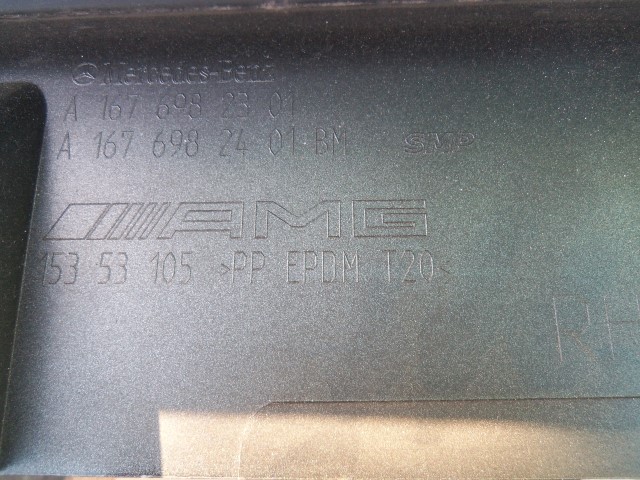 Mercedes-Benz
A 167 698 23 01
A 167 698 24 01 BM SMP
AMG
153 53 105 >PP EPDM T20<
RH